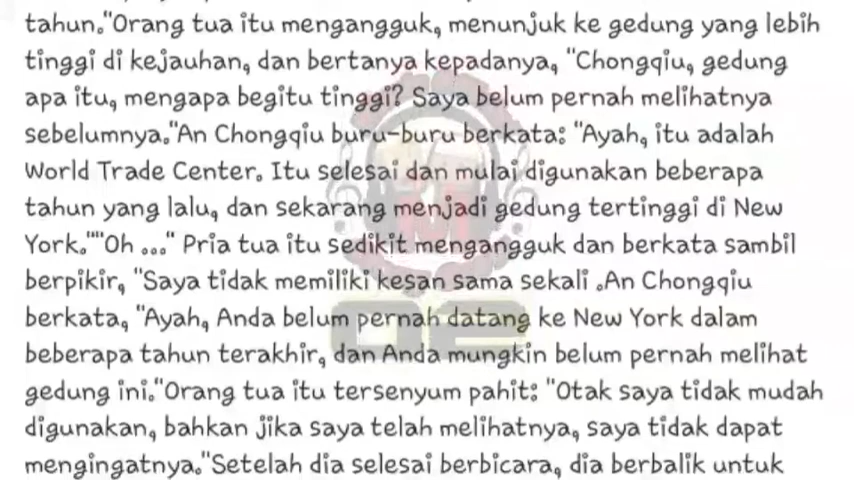 tahun."Orang tua itu mengangguk, menunjuk ke gedung yang lebih
tinggi di kejauhan, dan bertanya kepadanya, "Chongqiu, gedung
apa itu, mengapa begitu tinggi? Saya belum pernah melihatnya
sebelumnya."An Chongqiu buru-buru berkata: "Ayah, itu adalah
World Trade Center. Itu selesai dan mulai digunakan beberapa
tahun yang lalu, dan sekarang menjadi gedung tertinggi di New
York.""Oh ..." Pria tua itu sedikit mengangguk dan berkata sambil
berpikir, "Saya tidak memiliki kesan sama sekali .An Chongqiu
berkata, "Ayah, Anda belum pernah datang ke New York dalam
beberapa tahun terakhir, dan Anda mungkin belum pernah melihat
gedung ini."Orang tua itu tersenyum pahit: "Otak saya tidak mudah
digunakan, bahkan jika saya telah melihatnya, saya tidak dapat
mengingatnya."Setelah dia selesai berbicara, dia berbalik untuk
02